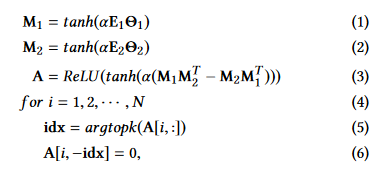 M₁ = tanh(αE₁Θ₁) (1)
M₂ = tanh(αE₂Θ₂) (2)
A = ReLU(tanh(α(M₁M₂ᵀ − M₂M₁ᵀ))) (3)
for i = 1, 2, ⋯ , N (4)
idx = argtopk(A[i, :]) (5)
A[i, −idx] = 0, (6)